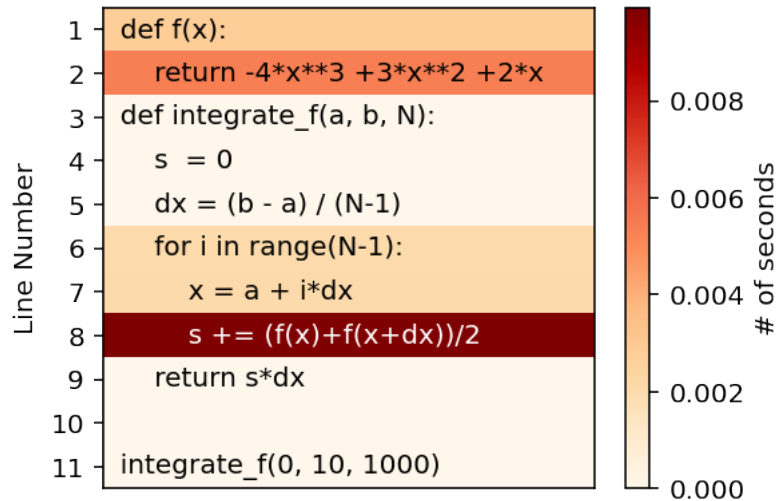 1 def f(x):
2     return -4*x**3 +3*x**2 +2*x
3 def integrate_f(a, b, N):
4     s  = 0
5     dx = (b - a) / (N-1)
6     for i in range(N-1):
7         x = a + i*dx
8         s += (f(x)+f(x+dx))/2
9     return s*dx
10
11 integrate_f(0, 10, 1000)
Line Number
0.008
0.006
0.004
0.002
0.000
# of seconds